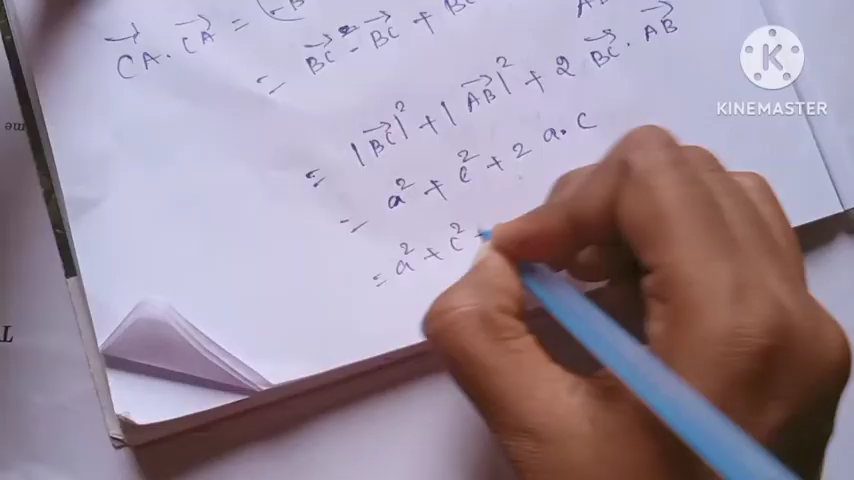 CA⃗ . CA⃗ = (-B
= BC⃗ - BC⃗ + BC
= |BC⃗|² + |AB⃗|² + 2 BC⃗ . AB⃗
= a² + c² + 2 a. c
= a² + c² +
KINEMASTER